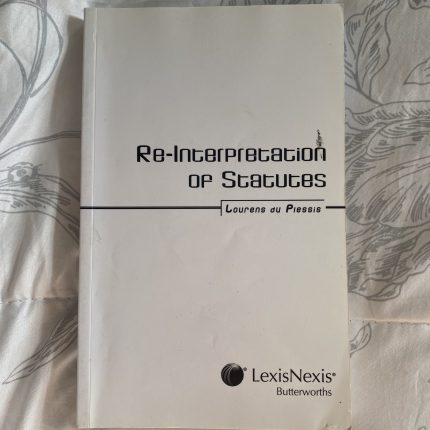 Re-Interpretation
of Statutes
Lourens du Plessis
LexisNexis®
Butterworths